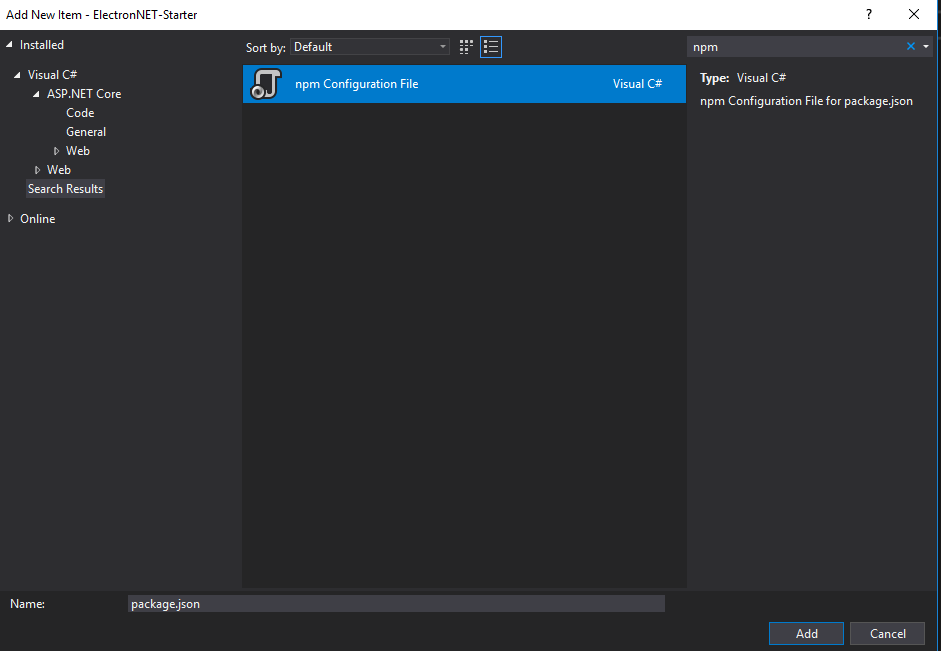 Add New Item - ElectronNET-Starter
?
Installed
Visual C#
ASP.NET Core
Code
General
Web
Web
Search Results
Online
Sort by: Default
npm Configuration File Visual C#
npm
Type: Visual C#
npm Configuration File for package.json
Name: package.json
Add Cancel